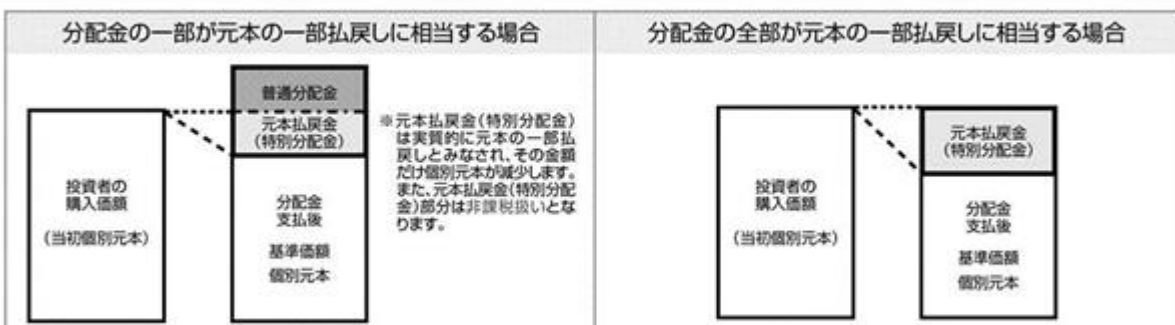 分配金の一部が元本の一部払戻しに相当する場合
普通分配金
元本払戻金
(特別分配金)
投資者の
購入価額
(当初個別元本)
分配金
支払後
基準価額
個別元本
※元本払戻金(特別分配金)
は実質的に元本の一部払
戻しとみなされ、その金額
だけ個別元本が減少します。
また、元本払戻金(特別分配
金)部分は非課税扱いとな
ります。
分配金の全部が元本の一部払戻しに相当する場合
元本払戻金
(特別分配金)
投資者の
購入価額
(当初個別元本)
分配金
支払後
基準価額
個別元本